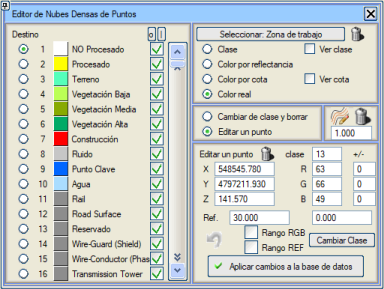 Editor de Nubes Densas de Puntos
Destino
o
l
1 NO Procesado
2 Procesado
3 Terreno
4 Vegetación Baja
5 Vegetación Media
6 Vegetación Alta
7 Construcción
8 Ruido
9 Punto Clave
10 Agua
11 Rail
12 Road Surface
13 Reservado
14 Wire-Guard (Shield)
15 Wire-Conductor (Phas
16 Transmission Tower
Seleccionar: Zona de trabajo
Clase
Ver clase
Color por reflectancia
Color por cota
Ver cota
Color real
Cambiar de clase y borrar
Editar un punto
1.000
Editar un punto
clase 13 +/-
X 548545.780 R 63 0
Y 4797211.930 G 66 0
Z 141.570 B 49 0
Ref. 30.000 0.000
Rango RGB
Rango REF
Cambiar Clase
Aplicar cambios a la base de datos